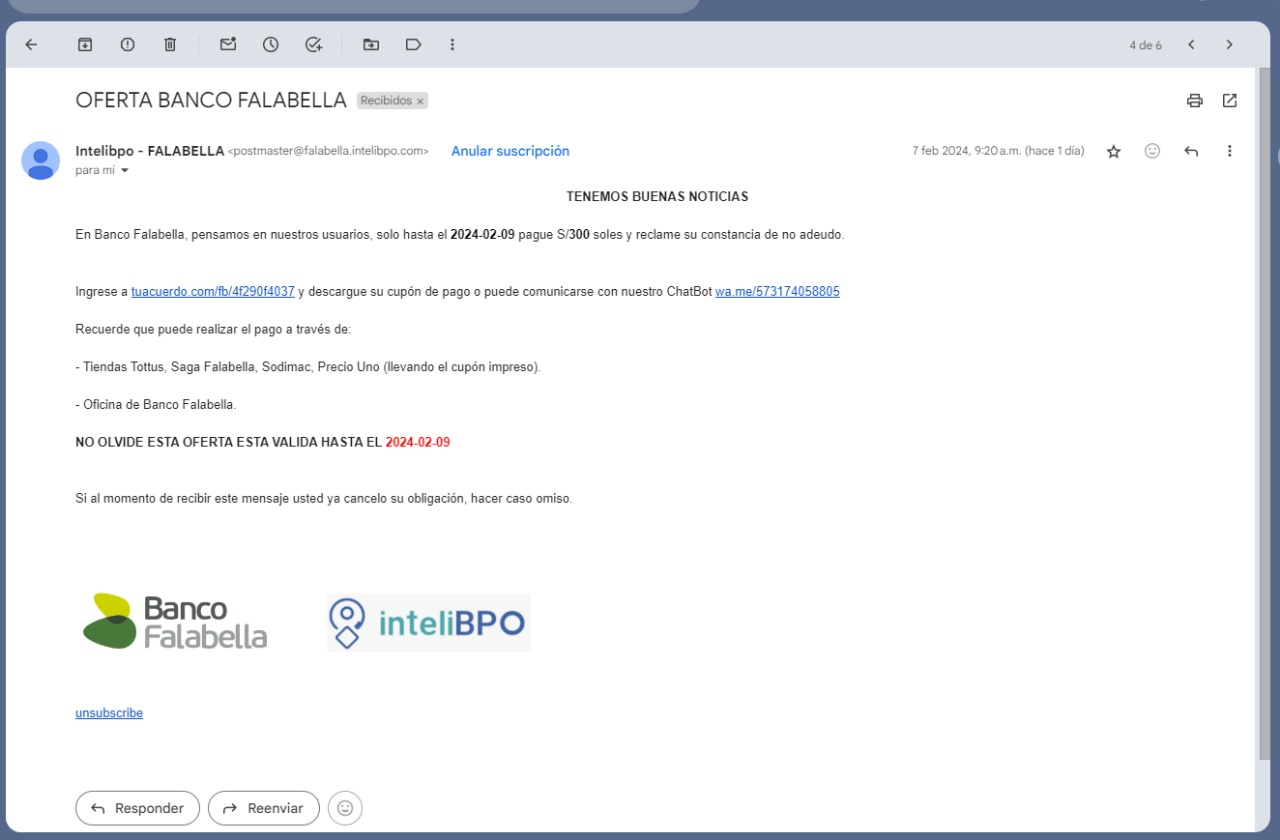 4 de 6
OFERTA BANCO FALABELLA Recibidos ×
Intelibpo - FALABELLA <postmaster@falabella.intelibpo.com> Anular suscripción 7 feb 2024, 9:20 a.m. (hace 1 día)
para mí
TENEMOS BUENAS NOTICIAS
En Banco Falabella, pensamos en nuestros usuarios, solo hasta el 2024-02-09 pague S/300 soles y reclame su constancia de no adeudo.
Ingrese a tuacuerdo.com/fb/4f290f4037 y descargue su cupón de pago o puede comunicarse con nuestro ChatBot wa.me/573174058805
Recuerde que puede realizar el pago a través de:
- Tiendas Tottus, Saga Falabella, Sodimac, Precio Uno (llevando el cupón impreso).
- Oficina de Banco Falabella.
NO OLVIDE ESTA OFERTA ESTA VALIDA HASTA EL 2024-02-09
Si al momento de recibir este mensaje usted ya cancelo su obligación, hacer caso omiso.
Banco
Falabella
inteliBPO
unsubscribe
Responder Reenviar